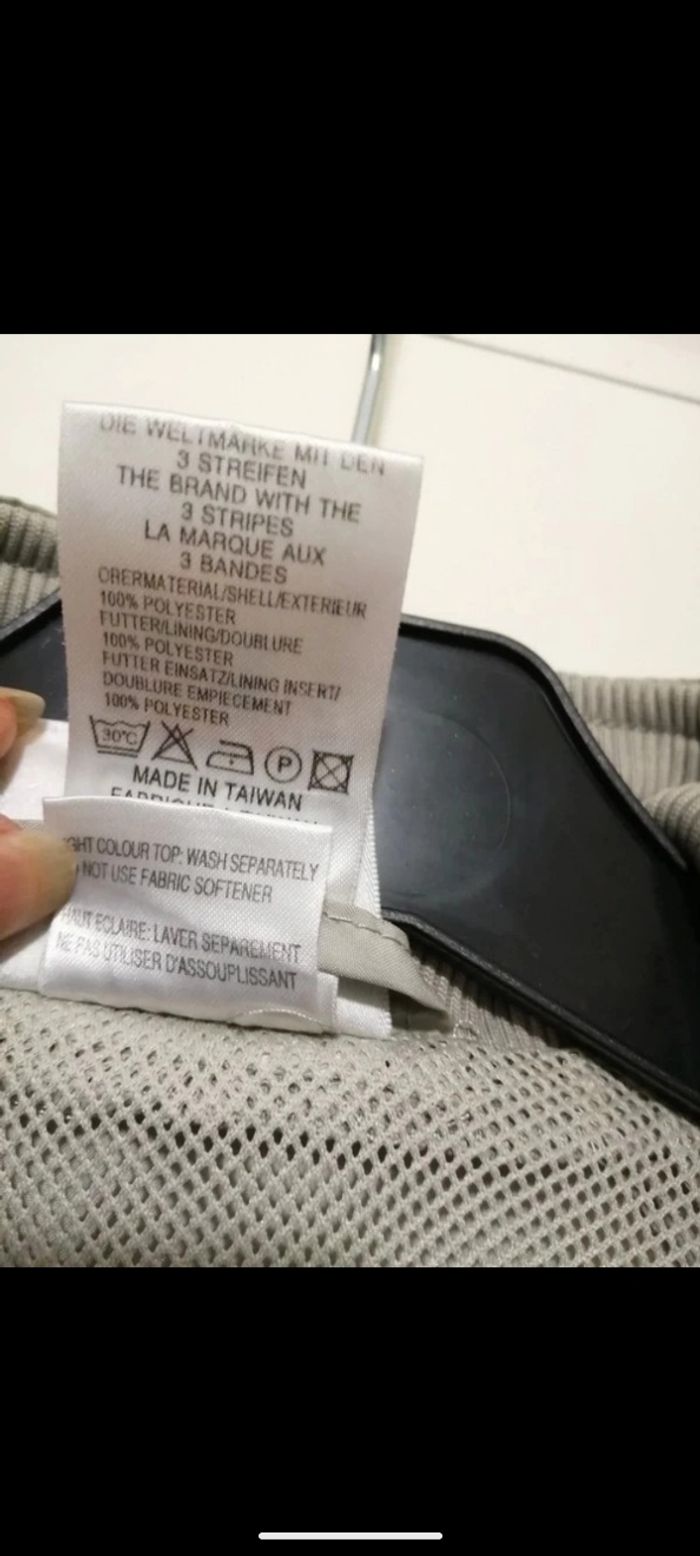 DIE WELTMARKE MIT DEN
3 STREIFEN
THE BRAND WITH THE
3 STRIPES
LA MARQUE AUX
3 BANDES
OBERMATERIAL/SHELL/EXTERIEUR
100% POLYESTER
FUTTER/LINING/DOUBLURE
100% POLYESTER
FUTTER EINSATZ/LINING INSERT/
DOUBLURE EMPIECEMENT
100% POLYESTER
30°C P
MADE IN TAIWAN
COLOUR TOP: WASH SEPARATELY
NOT USE FABRIC SOFTENER
HAUT ECLAIRE: LAVER SEPAREMENT
NE PAS UTILISER D'ASSOUPLISSANT